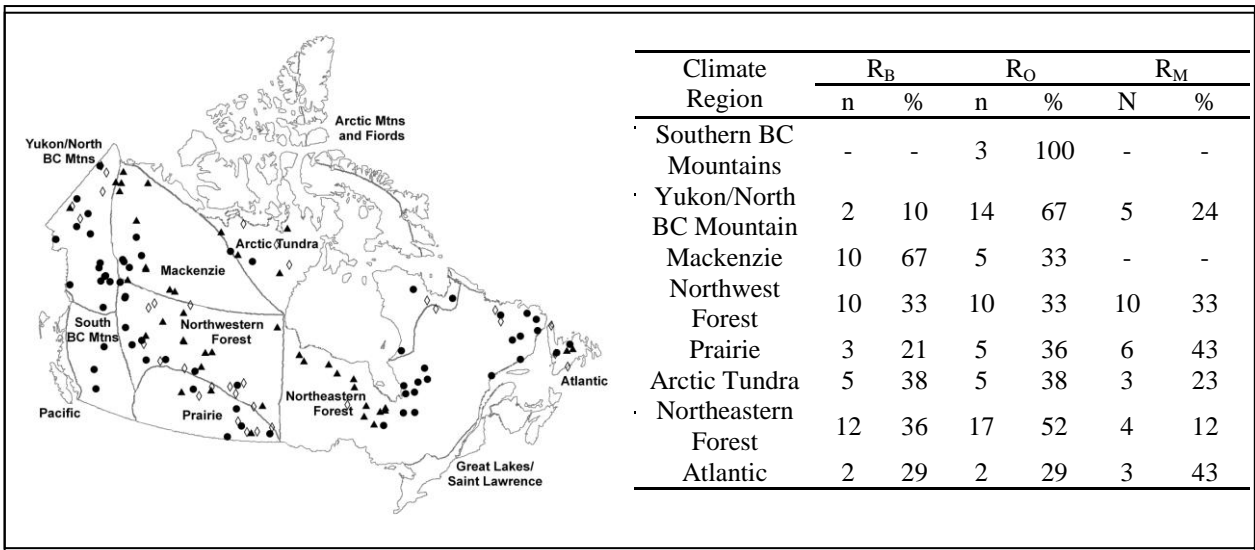 Arctic Mtns
and Fiords
Yukon/North
BC Mtns
Arctic Tundra
Mackenzie
South
BC Mtns
Northwestern
Forest
Pacific
Prairie
Northeastern
Forest
Atlantic
Great Lakes/
Saint Lawrence
Climate Region R_B R_O R_M
n % n % N %
Southern BC
Mountains - - 3 100 - -
Yukon/North
BC Mountain 2 10 14 67 5 24
Mackenzie 10 67 5 33 - -
Northwest
Forest 10 33 10 33 10 33
Prairie 3 21 5 36 6 43
Arctic Tundra 5 38 5 38 3 23
Northeastern
Forest 12 36 17 52 4 12
Atlantic 2 29 2 29 3 43